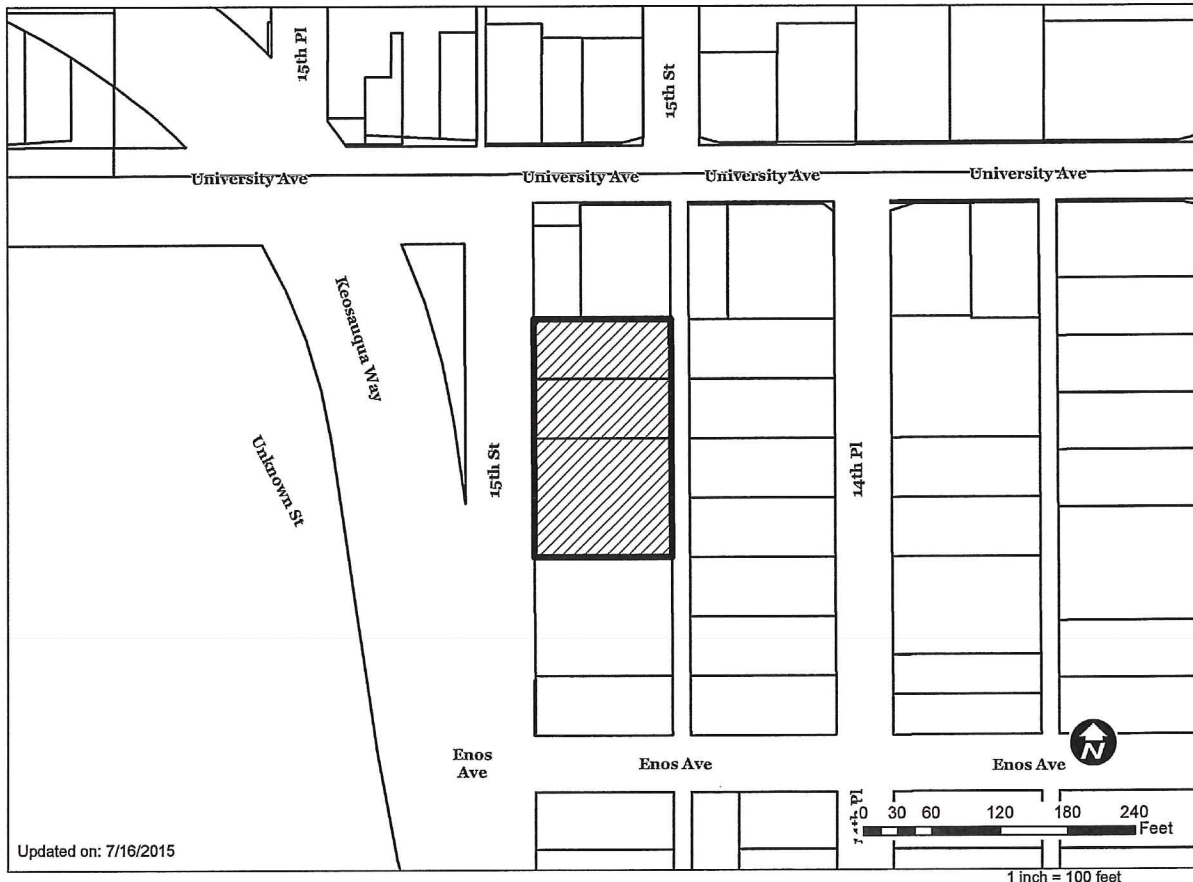 15th Pl
15th St
University Ave
University Ave
University Ave
University Ave
Keosauqua Way
Unknown St
15th St
14th Pl
Enos
Ave
Enos Ave
Enos Ave
N
14th Pl
0 30 60 120 180 240
Feet
Updated on: 7/16/2015
1 inch = 100 feet